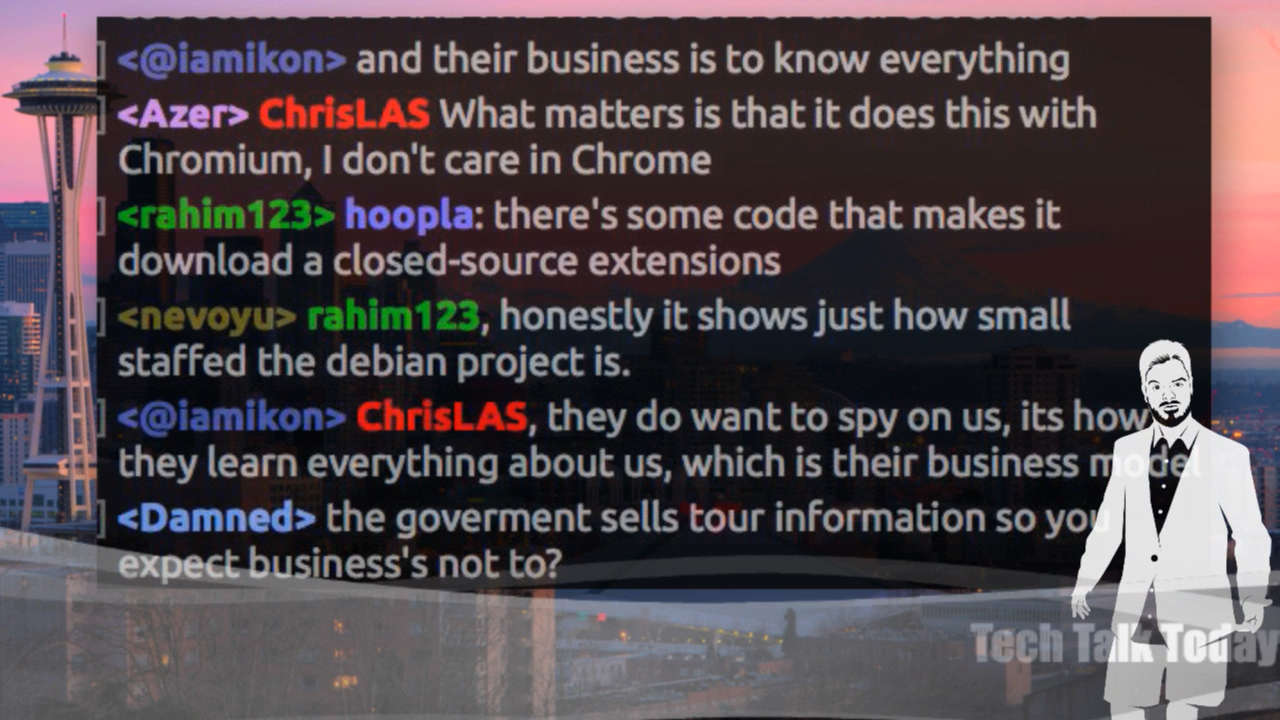 <@iamikon> and their business is to know everything
<Azer> ChrisLAS What matters is that it does this with
Chromium, I don't care in Chrome
<rahim123> hoopla: there's some code that makes it
download a closed-source extensions
<nevoyu> rahim123, honestly it shows just how small
staffed the debian project is.
<@iamikon> ChrisLAS, they do want to spy on us, its how
they learn everything about us, which is their business model
<Damned> the goverment sells tour information so you
expect business's not to?
Tech Talk Today